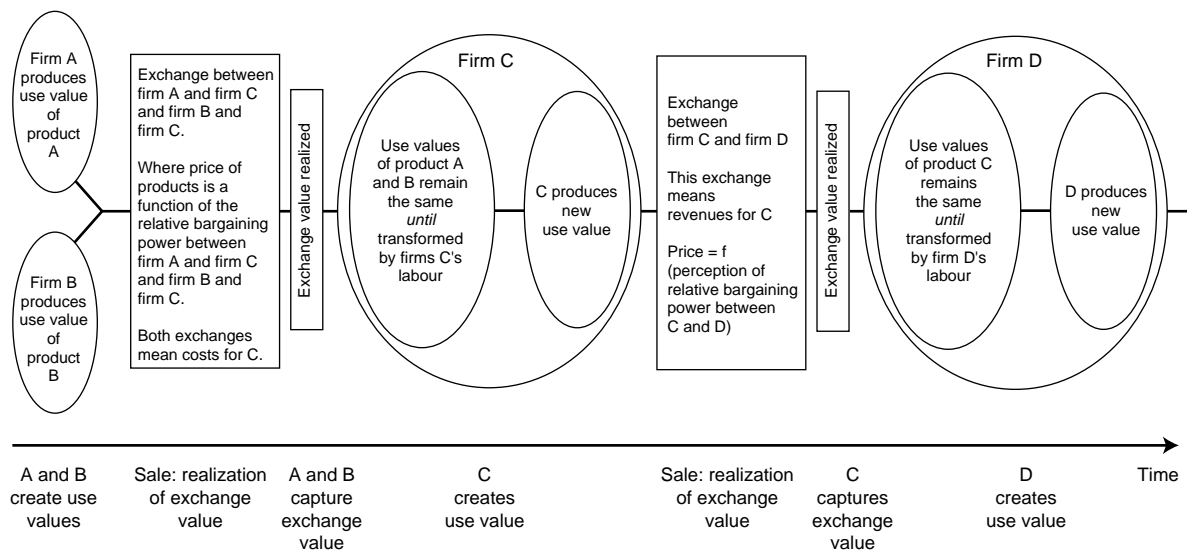 Firm A
produces
use value
of
product
A
Firm B
produces
use value
of
product
B
Exchange between
firm A and firm C
and firm B and
firm C.
Where price of
products is a
function of the
relative bargaining
power between
firm A and firm C
and firm B and
firm C.
Both exchanges
mean costs for C.
Exchange value realized
Firm C
Use values
of product A
and B remain
the same
until
transformed
by firms C's
labour
C produces
new
use value
Exchange
between
firm C and firm D
This exchange
means
revenues for C
Price = f
(perception of
relative bargaining
power between
C and D)
Exchange value realized
Firm D
Use values
of product C
remains
the same
until
transformed
by firm D's
labour
D produces
new
use value
A and B
create use
values
Sale: realization
of exchange
value
A and B
capture
exchange
value
C
creates
use value
Sale: realization
of exchange
value
C
captures
exchange
value
D
creates
use value
Time